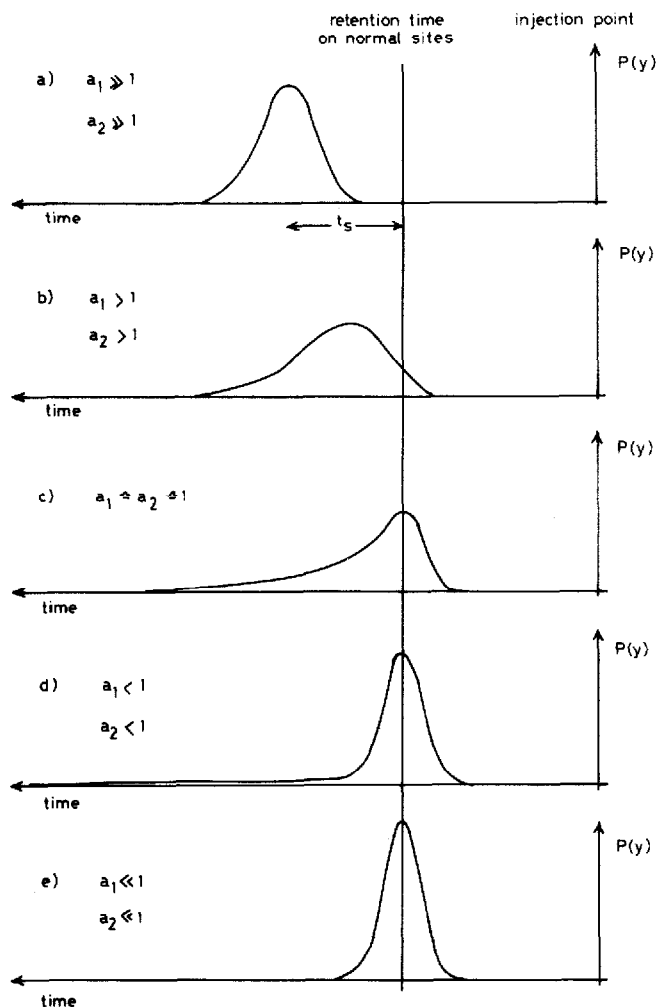 retention time
on normal sites
injection point
P(y)
a) a₁ ≫ 1
a₂ ≫ 1
time
tₛ
P(y)
b) a₁ > 1
a₂ > 1
time
P(y)
c) a₁ ≏ a₂ ≏ 1
time
P(y)
d) a₁ < 1
a₂ < 1
time
P(y)
e) a₁ ≪ 1
a₂ ≪ 1
time